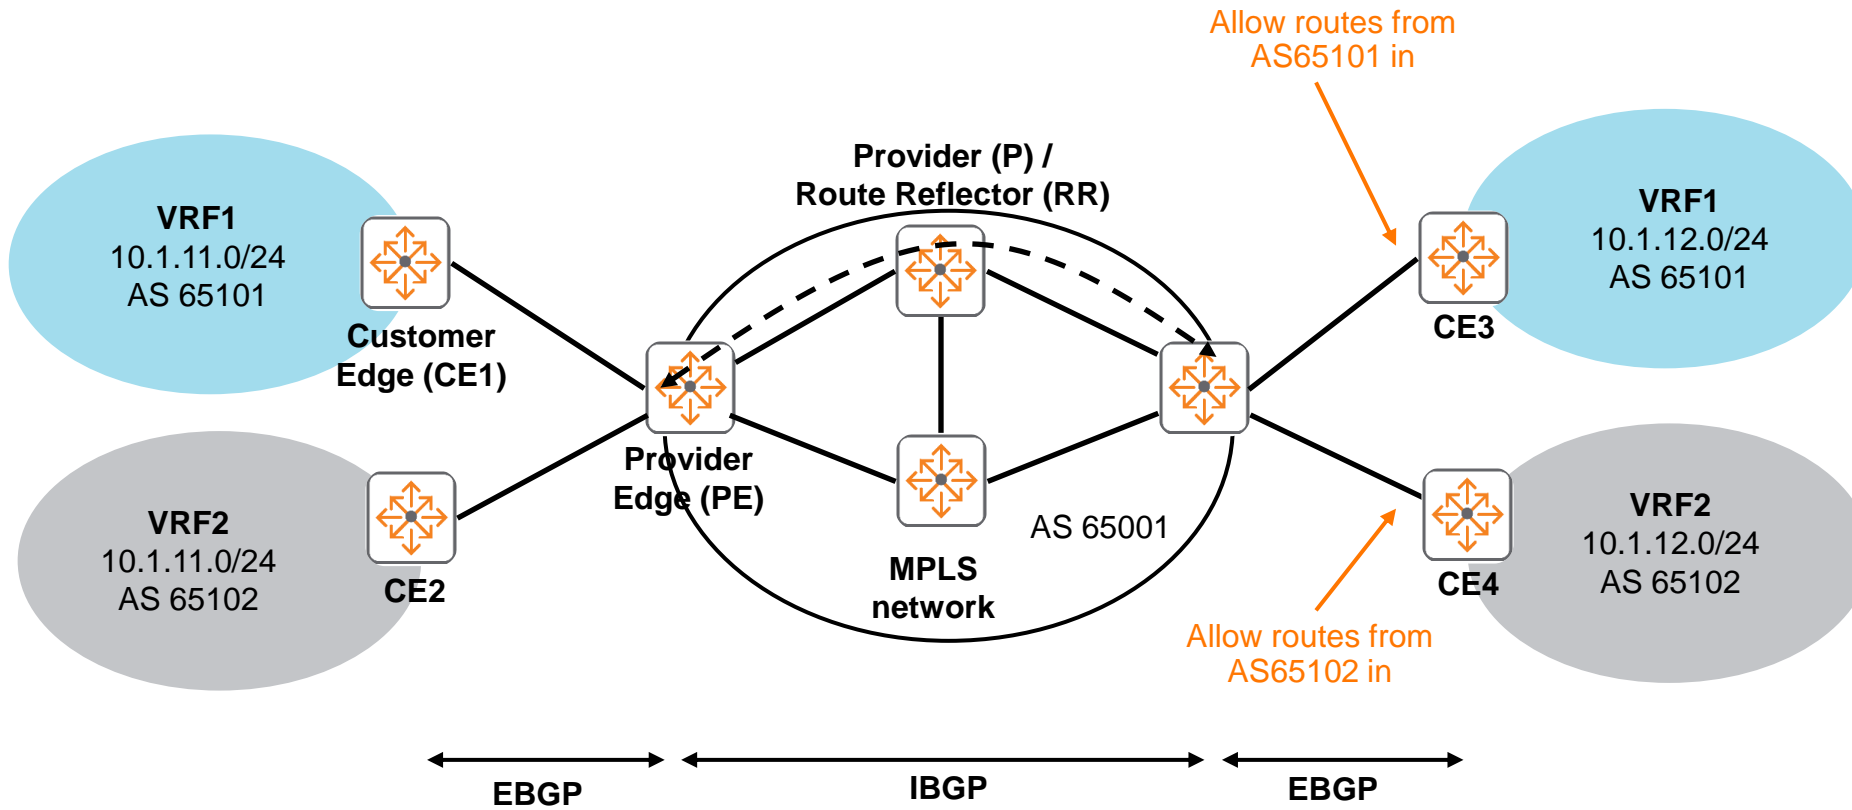 Allow routes from
AS65101 in
Provider (P) /
Route Reflector (RR)
VRF1
10.1.11.0/24
AS 65101
Customer
Edge (CE1)
VRF1
10.1.12.0/24
AS 65101
CE3
Provider
Edge (PE)
VRF2
10.1.11.0/24
AS 65102
CE2
AS 65001
MPLS
network
VRF2
10.1.12.0/24
AS 65102
CE4
Allow routes from
AS65102 in
EBGP
IBGP
EBGP